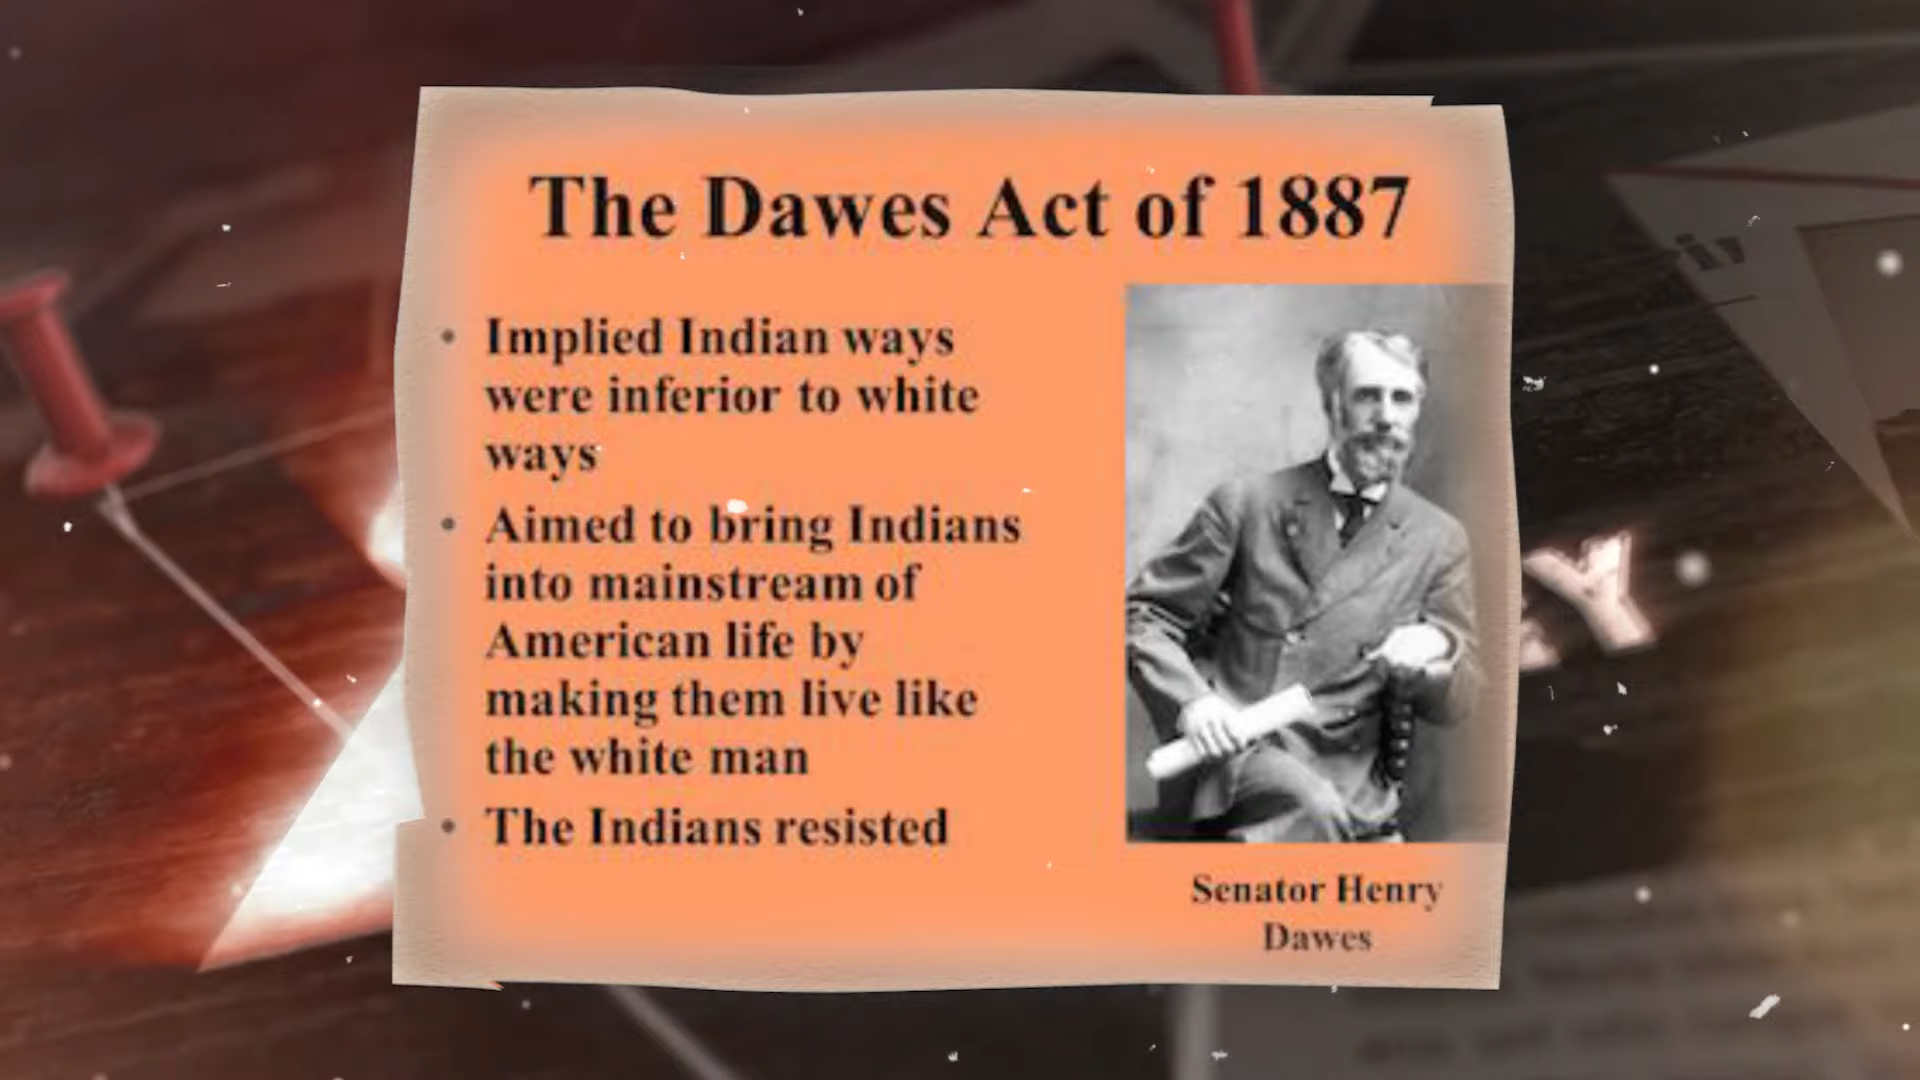 The Dawes Act of 1887
• Implied Indian ways
were inferior to white
ways
• Aimed to bring Indians
into mainstream of
American life by
making them live like
the white man
• The Indians resisted
Senator Henry
Dawes